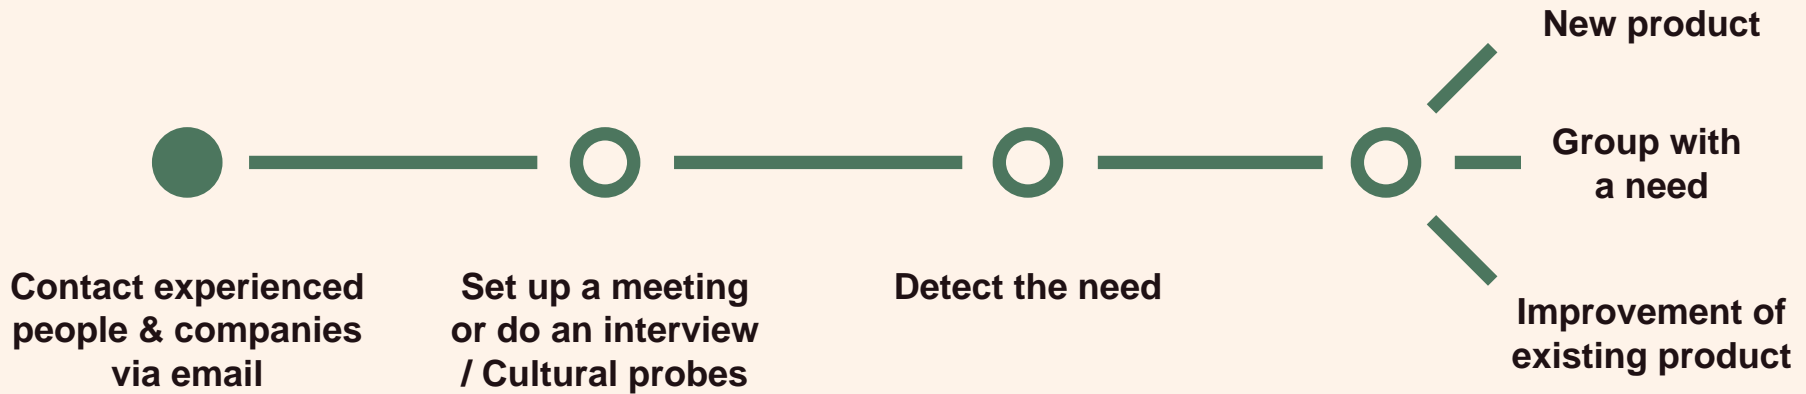 Contact experienced
people & companies
via email
Set up a meeting
or do an interview
/ Cultural probes
Detect the need
New product
Group with
a need
Improvement of
existing product